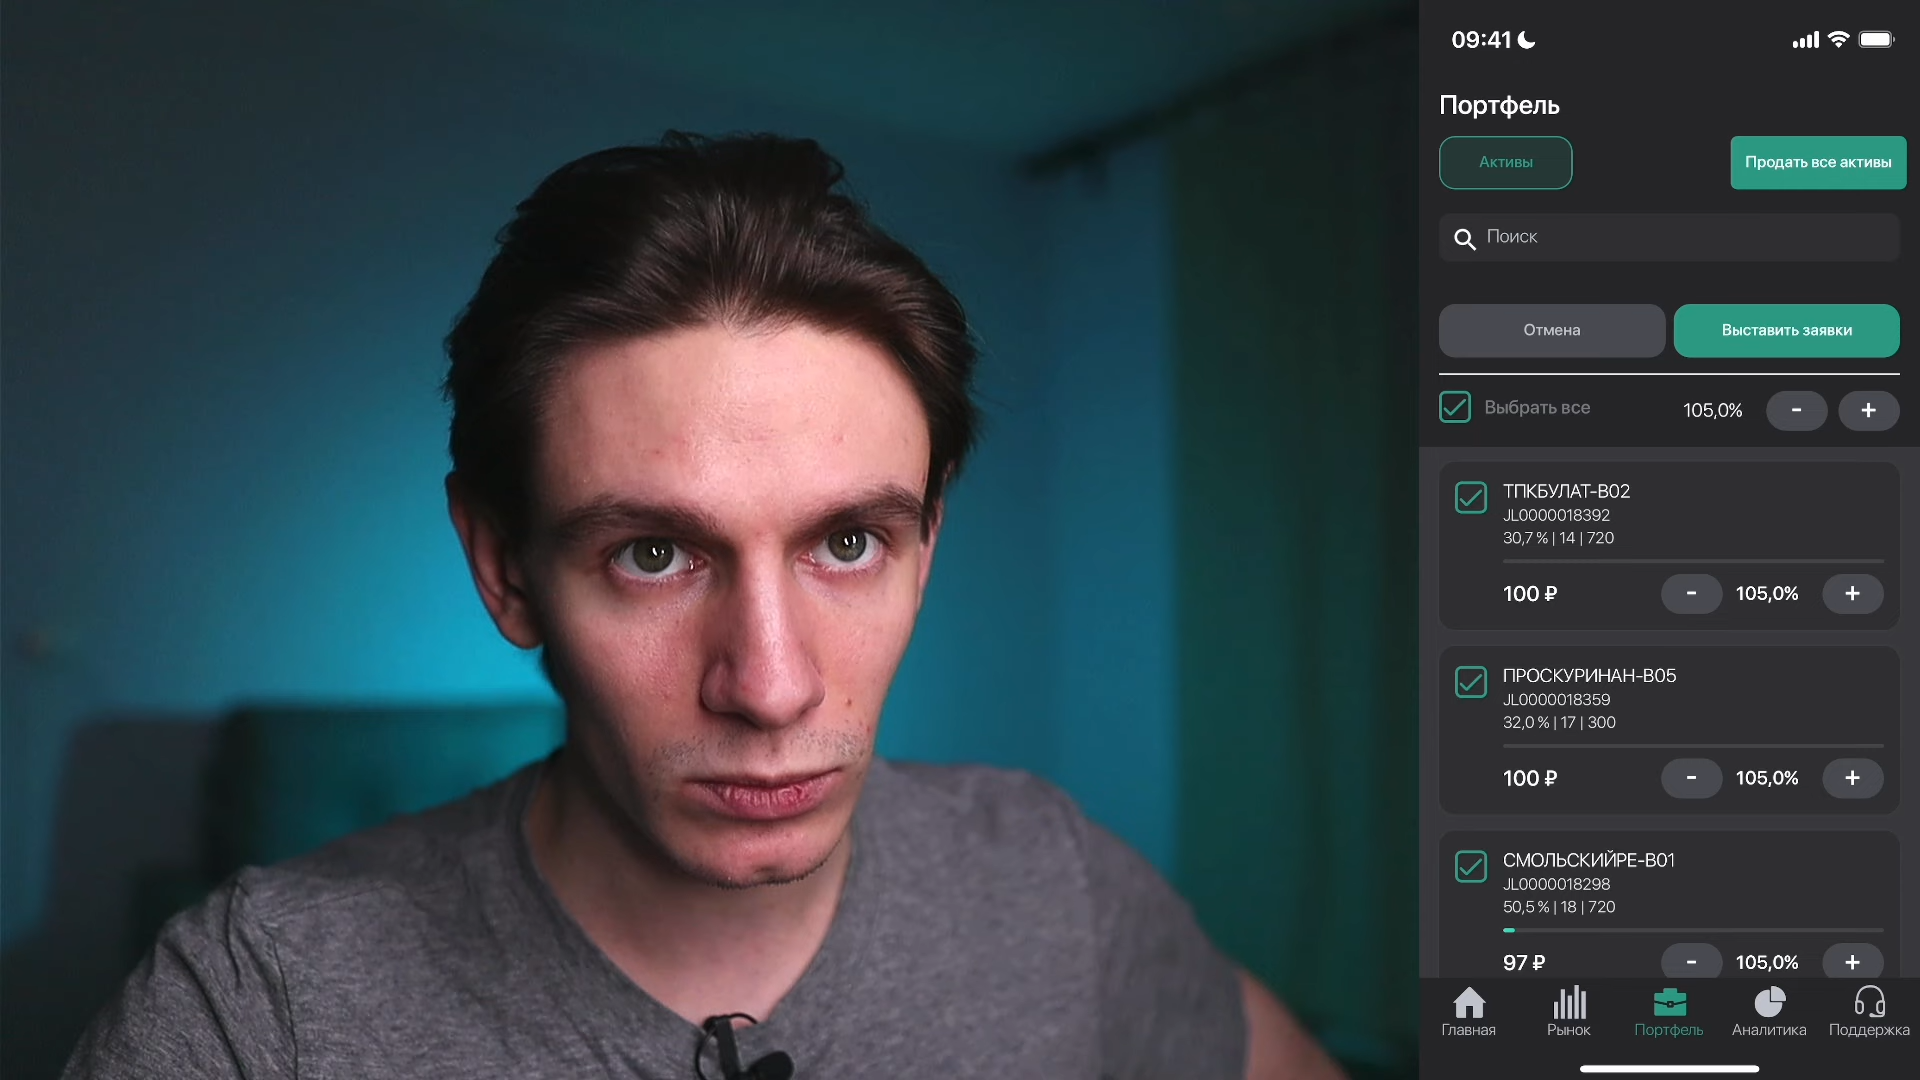 09:41
Портфель
Активы
Продать все активы
Поиск
Отмена
Выставить заявки
Выбрать все
105,0%
-
+
ТПКБУЛАТ-В02
JL0000018392
30,7 % | 14 | 720
100 ₽
-
105,0%
+
ПРОСКУРИНАН-В05
JL0000018359
32,0 % | 17 | 300
100 ₽
-
105,0%
+
СМОЛЬСКИЙРЕ-В01
JL0000018298
50,5 % | 18 | 720
97 ₽
-
105,0%
+
Главная
Рынок
Портфель
Аналитика
Поддержка